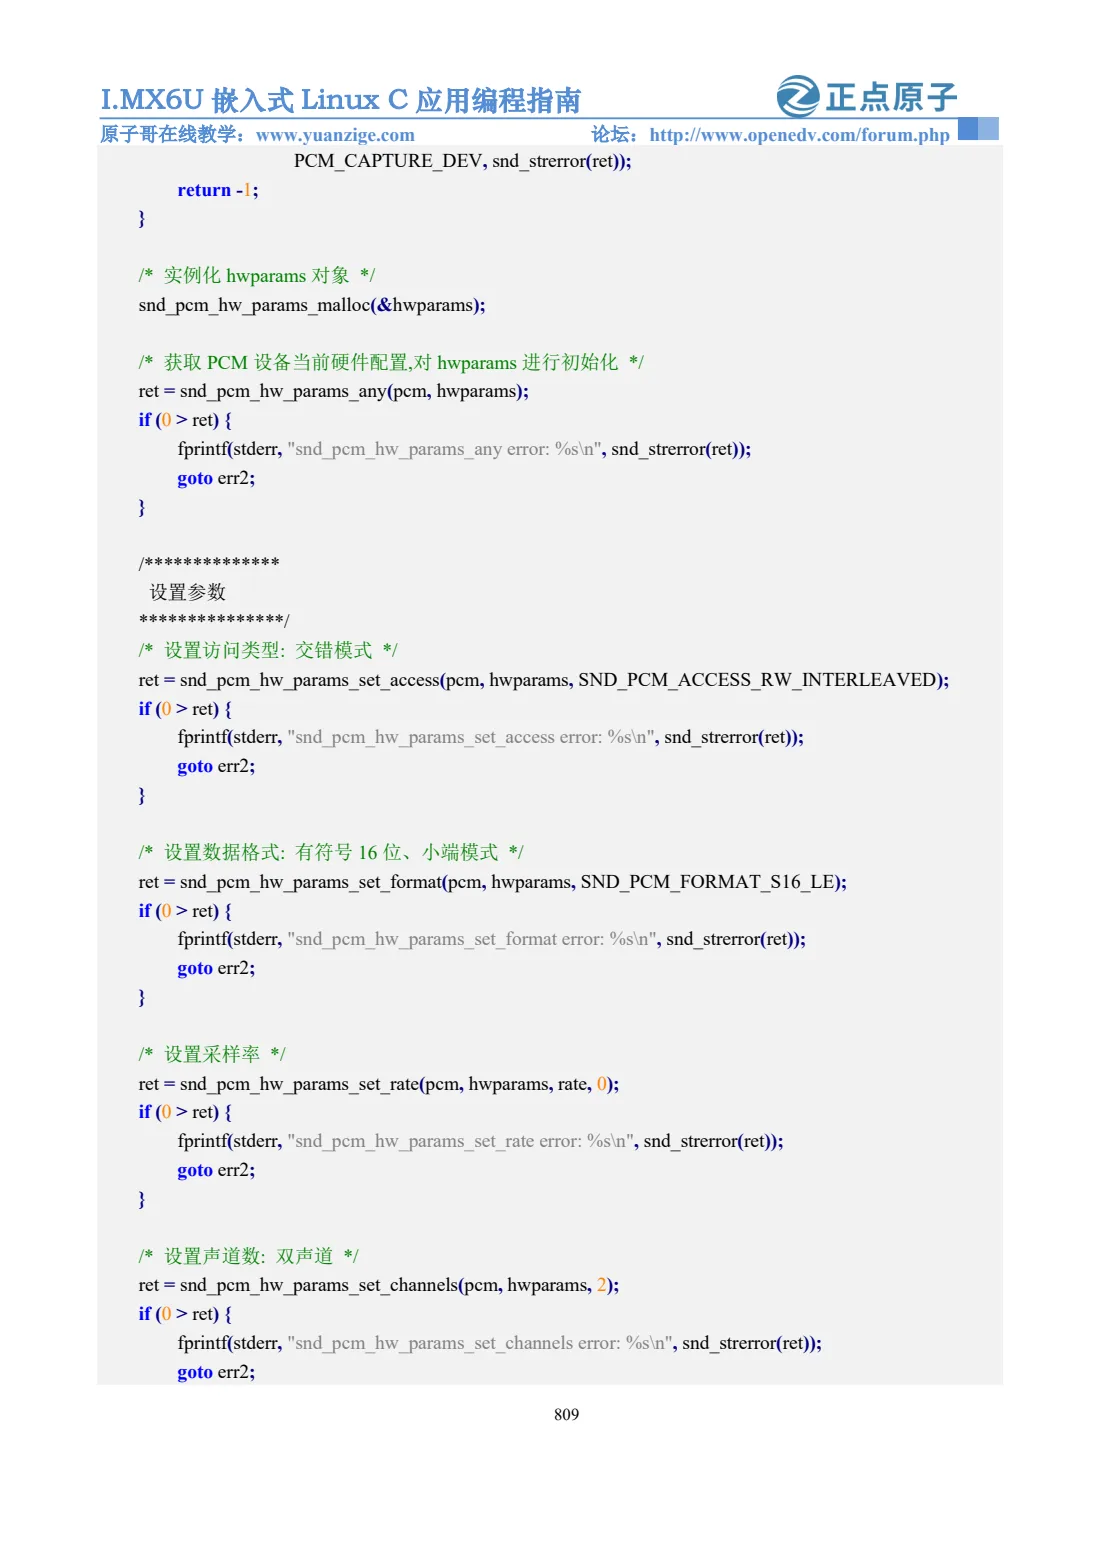 I.MX6U 嵌入式 Linux C 应用编程指南
正点原子
原子哥在线教学：www.yuanzige.com 论坛：http://www.openedv.com/forum.php
PCM_CAPTURE_DEV, snd_strerror(ret));
return -1;
}
/* 实例化 hwparams 对象 */
snd_pcm_hw_params_malloc(&hwparams);
/* 获取 PCM 设备当前硬件配置,对 hwparams 进行初始化 */
ret = snd_pcm_hw_params_any(pcm, hwparams);
if (0 > ret) {
fprintf(stderr, "snd_pcm_hw_params_any error: %s\n", snd_strerror(ret));
goto err2;
}
/**************
设置参数
***************/
/* 设置访问类型: 交错模式 */
ret = snd_pcm_hw_params_set_access(pcm, hwparams, SND_PCM_ACCESS_RW_INTERLEAVED);
if (0 > ret) {
fprintf(stderr, "snd_pcm_hw_params_set_access error: %s\n", snd_strerror(ret));
goto err2;
}
/* 设置数据格式: 有符号 16 位、小端模式 */
ret = snd_pcm_hw_params_set_format(pcm, hwparams, SND_PCM_FORMAT_S16_LE);
if (0 > ret) {
fprintf(stderr, "snd_pcm_hw_params_set_format error: %s\n", snd_strerror(ret));
goto err2;
}
/* 设置采样率 */
ret = snd_pcm_hw_params_set_rate(pcm, hwparams, rate, 0);
if (0 > ret) {
fprintf(stderr, "snd_pcm_hw_params_set_rate error: %s\n", snd_strerror(ret));
goto err2;
}
/* 设置声道数: 双声道 */
ret = snd_pcm_hw_params_set_channels(pcm, hwparams, 2);
if (0 > ret) {
fprintf(stderr, "snd_pcm_hw_params_set_channels error: %s\n", snd_strerror(ret));
goto err2;
809